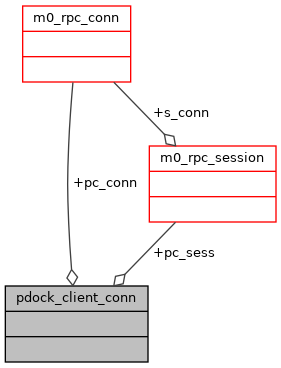 m0_rpc_conn
+s_conn
m0_rpc_session
+pc_conn
+pc_sess
pdock_client_conn